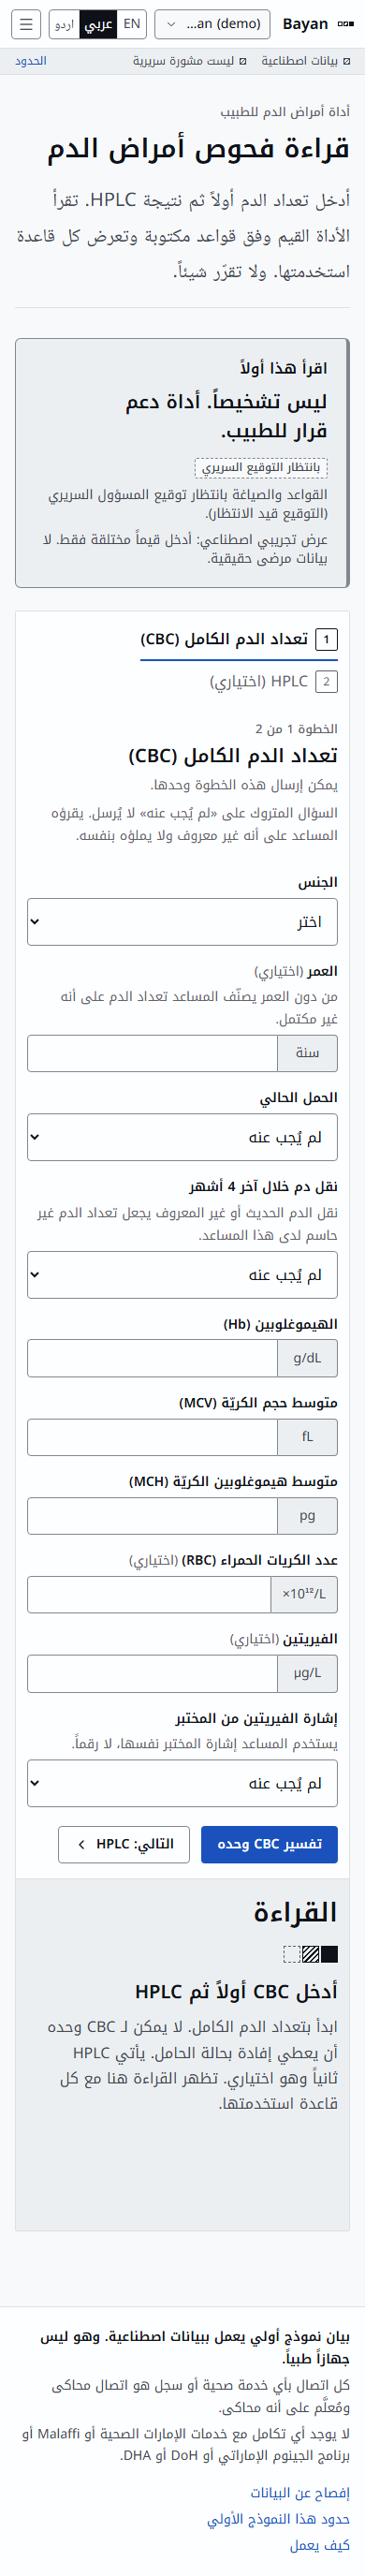 Bayan
...an (demo)
EN
عربي
اردو
بيانات اصطناعية
ليست مشورة سريرية
الحدود
أداة أمراض الدم للطبيب
قراءة فحوص أمراض الدم
أدخل تعداد الدم أولاً ثم نتيجة HPLC. تقرأ
الأداة القيم وفق قواعد مكتوبة وتعرض كل قاعدة
استخدمتها. ولا تقرّر شيئاً.
اقرأ هذا أولاً
ليس تشخيصاً. أداة دعم
قرار للطبيب.
بانتظار التوقيع السريري
القواعد والصياغة بانتظار توقيع المسؤول السريري
(التوقيع قيد الانتظار).
عرض تجريبي اصطناعي: أدخل قيماً مختلقة فقط. لا
بيانات مرضى حقيقية.
1 تعداد الدم الكامل (CBC)
2 HPLC (اختياري)
الخطوة 1 من 2
تعداد الدم الكامل (CBC)
يمكن إرسال هذه الخطوة وحدها.
السؤال المتروك على «لم يُجب عنه» لا يُرسل. يقرؤه
المساعد على أنه غير معروف ولا يملؤه بنفسه.
الجنس
اختر
العمر (اختياري)
من دون العمر يصنّف المساعد تعداد الدم على أنه
غير مكتمل.
سنة
الحمل الحالي
لم يُجب عنه
نقل دم خلال آخر 4 أشهر
نقل الدم الحديث أو غير المعروف يجعل تعداد الدم غير
حاسم لدى هذا المساعد.
لم يُجب عنه
الهيموغلوبين (Hb)
g/dL
متوسط حجم الكريّة (MCV)
fL
متوسط هيموغلوبين الكريّة (MCH)
pg
عدد الكريات الحمراء (RBC) (اختياري)
×10¹²/L
الفيريتين (اختياري)
µg/L
إشارة الفيريتين من المختبر
يستخدم المساعد إشارة المختبر نفسها، لا رقماً.
لم يُجب عنه
تفسير CBC وحده
التالي: HPLC
القراءة
أدخل CBC أولاً ثم HPLC
ابدأ بتعداد الدم الكامل. لا يمكن لـ CBC وحده
أن يعطي إفادة بحالة الحامل. يأتي HPLC
ثانياً وهو اختياري. تظهر القراءة هنا مع كل
قاعدة استخدمتها.
بيان نموذج أولي يعمل ببيانات اصطناعية. وهو ليس
جهازاً طبياً.
كل اتصال بأي خدمة صحية أو سجل هو اتصال محاكى
ومُعلَّم على أنه محاكى.
لا يوجد أي تكامل مع خدمات الإمارات الصحية أو Malaffi أو
برنامج الجينوم الإماراتي أو DoH أو DHA.
إفصاح عن البيانات
حدود هذا النموذج الأولي
كيف يعمل